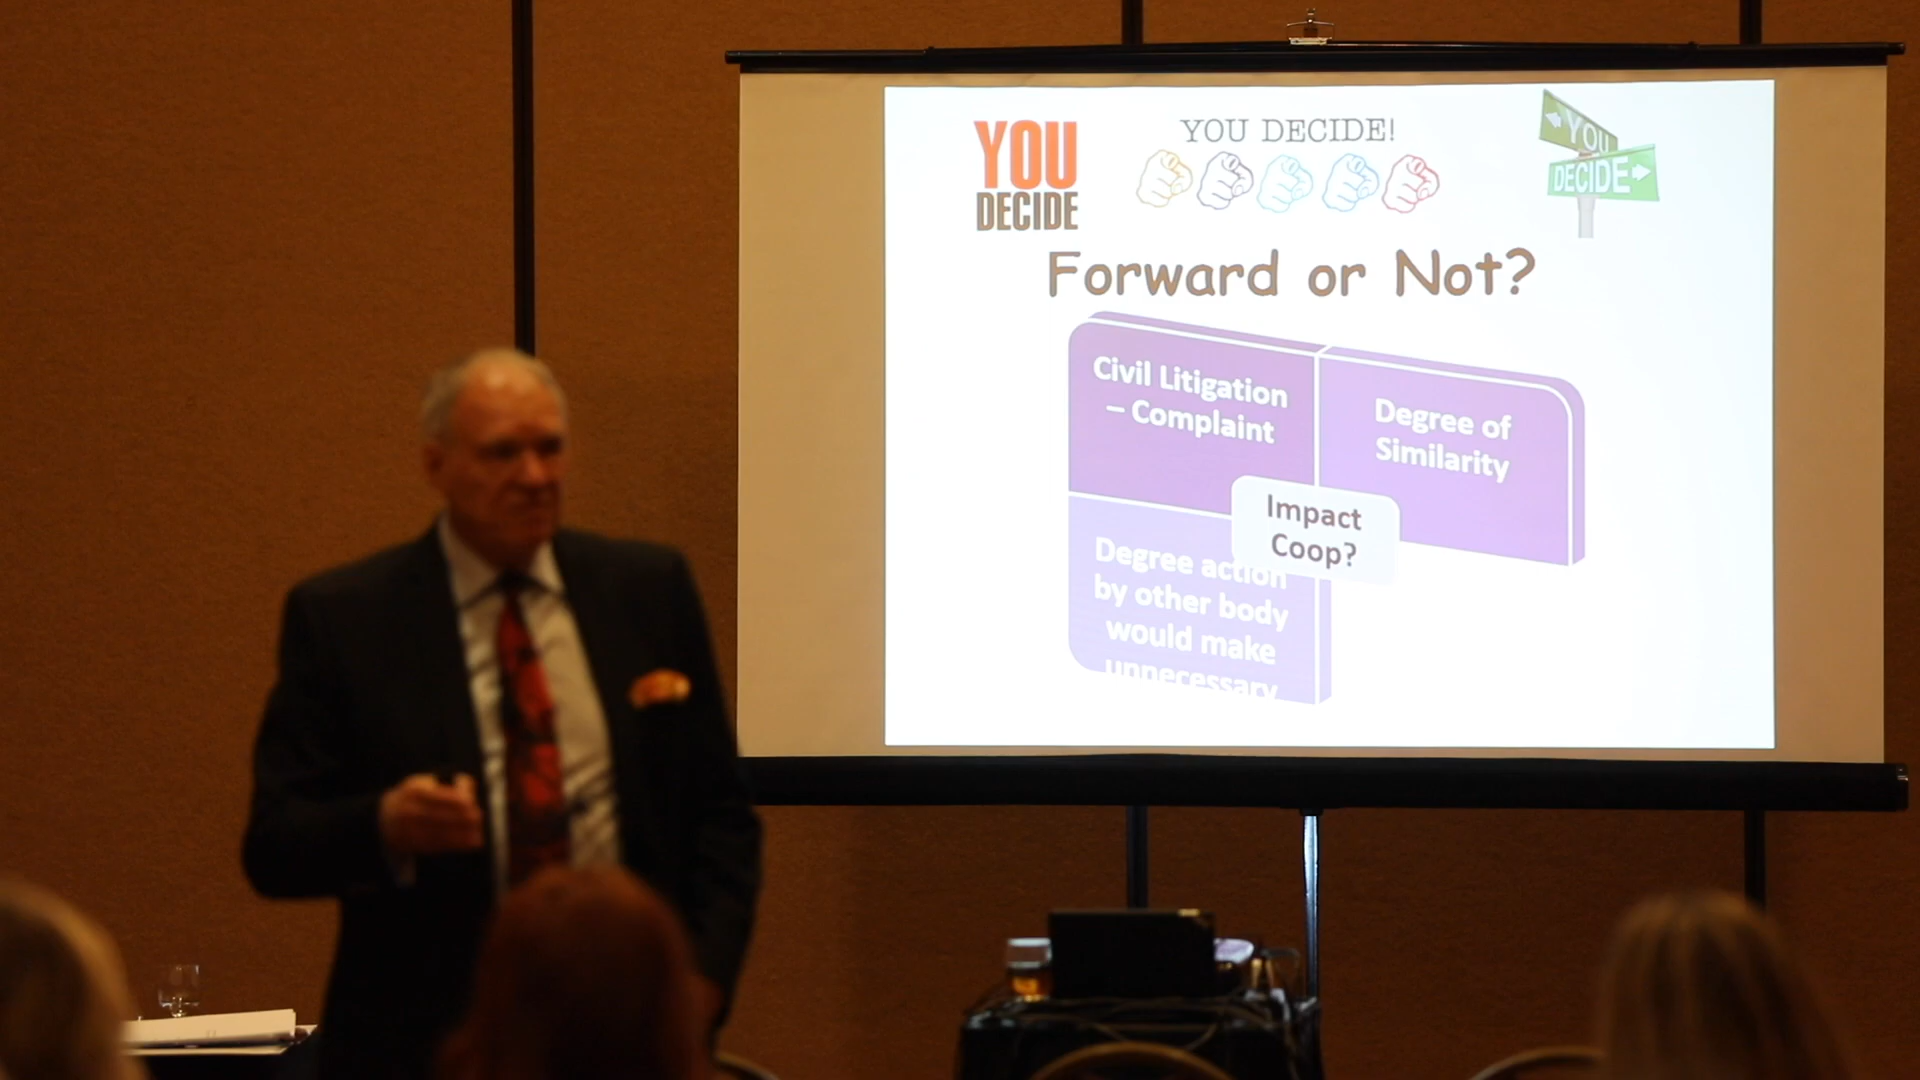 YOU
DECIDE
YOU DECIDE!
YOU
DECIDE
Forward or Not?
Civil Litigation
– Complaint
Degree of
Similarity
Impact
Coop?
Degree action
by other body
would make
unnecessary